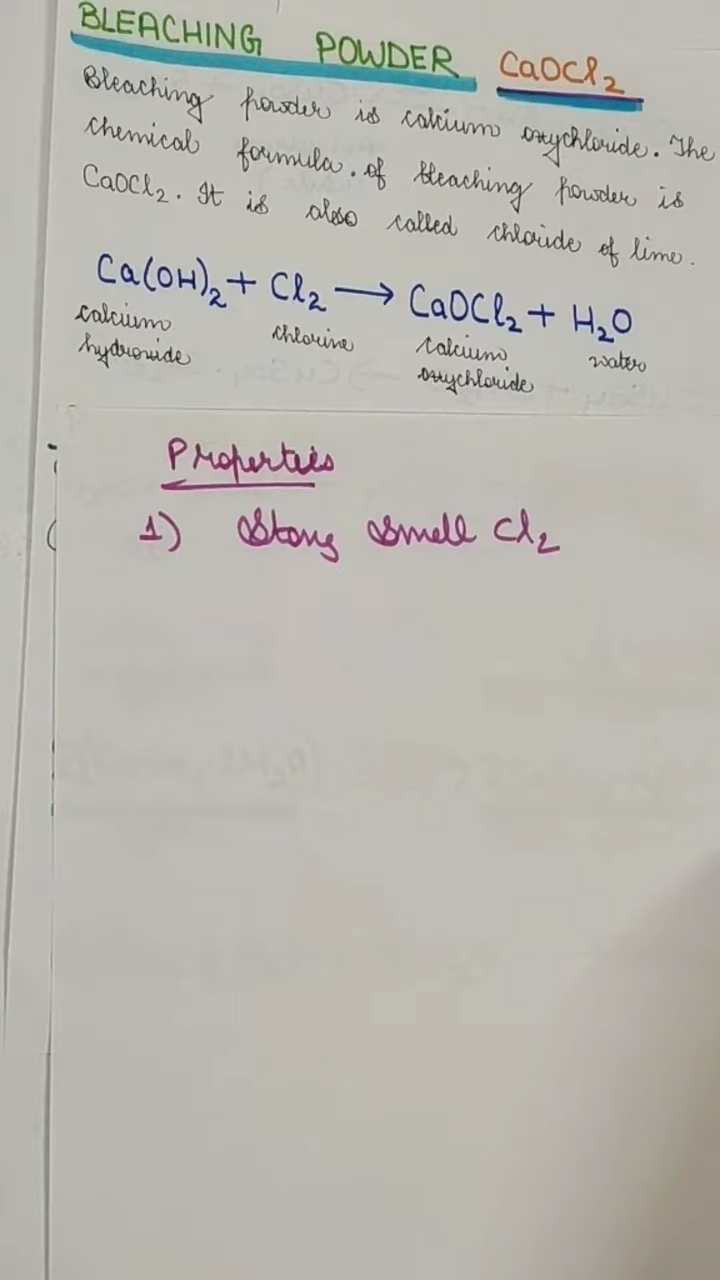 BLEACHING POWDER CaOCl₂
Bleaching powder is calcium oxychloride. The
chemical formula. of bleaching powder is
CaOCl₂. It is also called chloride of lime.
Ca(OH)₂ + Cl₂ → CaOCl₂ + H₂O
calcium hydroxide chlorine calcium oxychloride water
Properties
1) Stong smell Cl₂